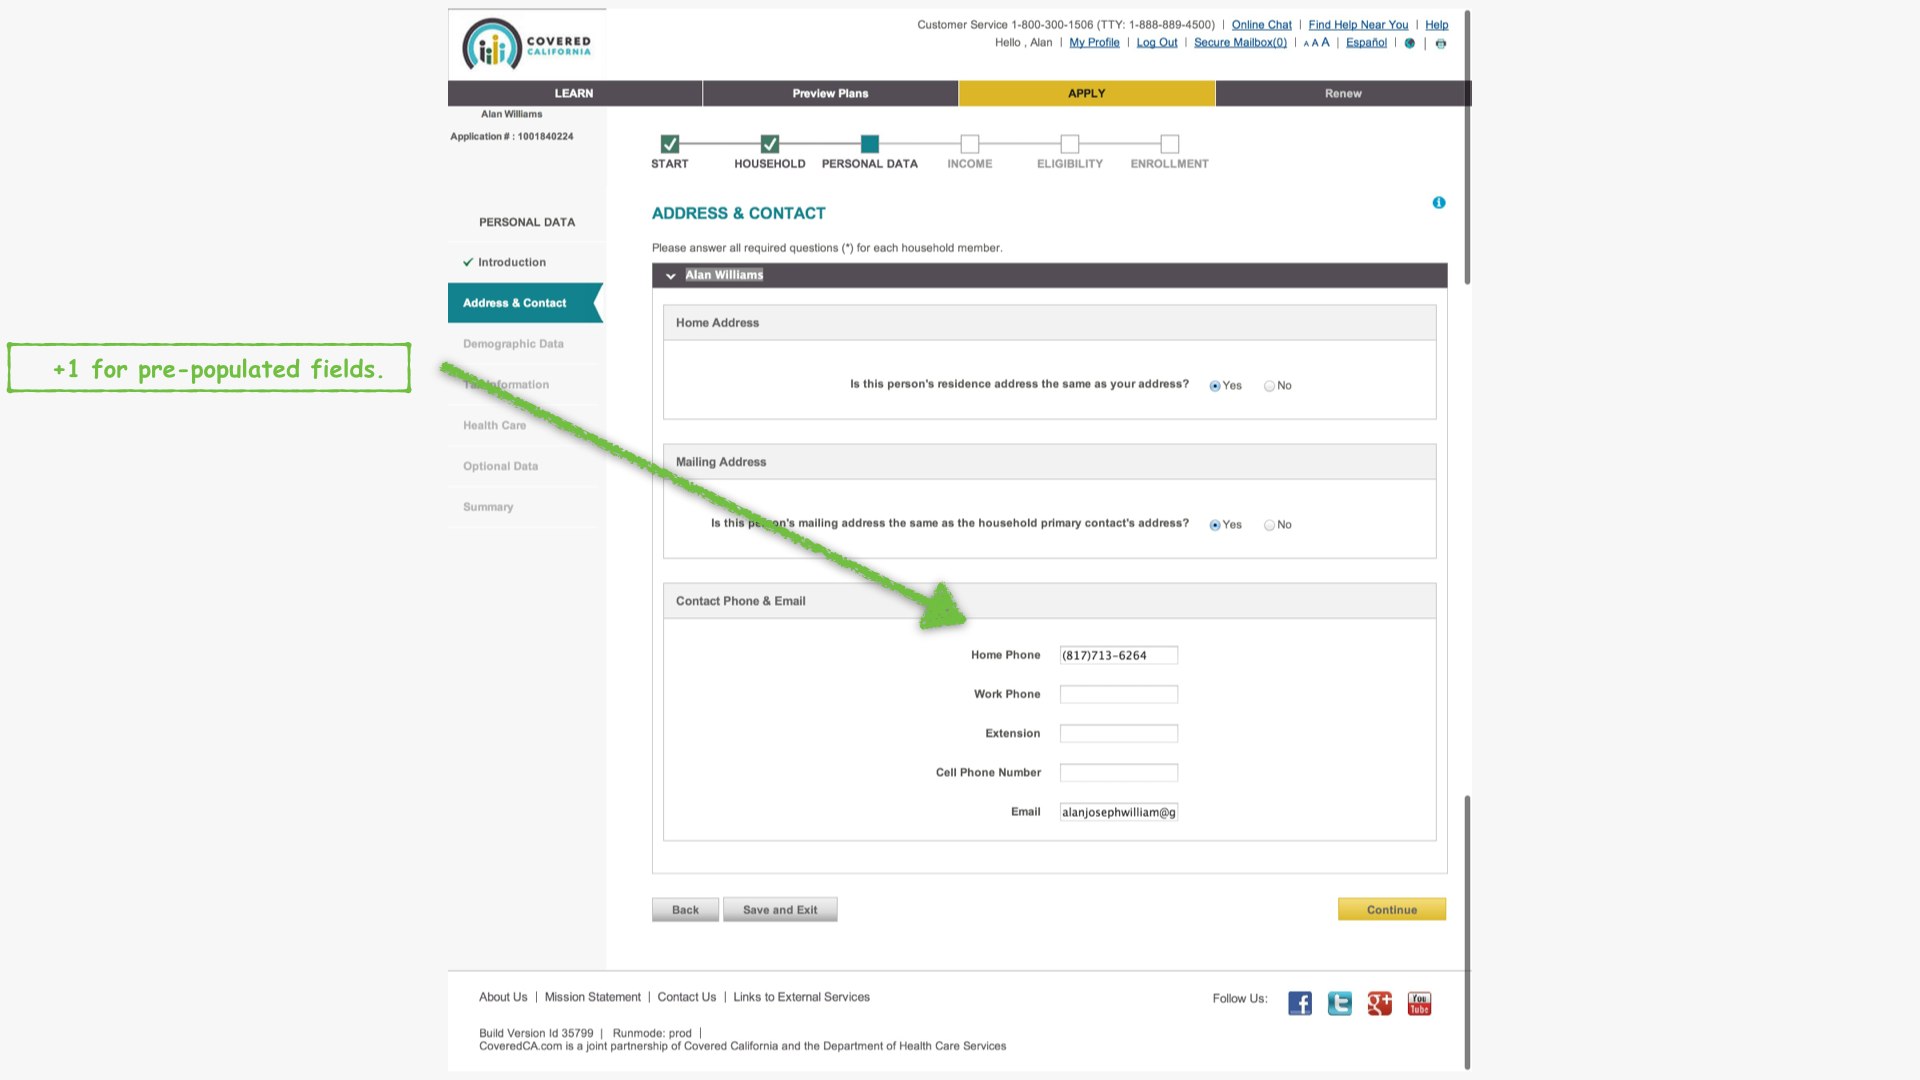 COVERED
CALIFORNIA
Customer Service 1-800-300-1506 (TTY: 1-888-889-4500) | Online Chat | Find Help Near You | Help
Hello , Alan | My Profile | Log Out | Secure Mailbox(0) | A A A | Español | |
LEARN
Preview Plans
APPLY
Renew
Alan Williams
Application # : 1001840224
START
HOUSEHOLD
PERSONAL DATA
INCOME
ELIGIBILITY
ENROLLMENT
PERSONAL DATA
Introduction
Address & Contact
Demographic Data
Tax Information
Health Care
Optional Data
Summary
+1 for pre-populated fields.
ADDRESS & CONTACT
Please answer all required questions (*) for each household member.
Alan Williams
Home Address
Is this person's residence address the same as your address? Yes No
Mailing Address
Is this person's mailing address the same as the household primary contact's address? Yes No
Contact Phone & Email
Home Phone (817)713-6264
Work Phone
Extension
Cell Phone Number
Email alanjosephwilliam@g
Back
Save and Exit
Continue
About Us | Mission Statement | Contact Us | Links to External Services
Follow Us:
You
Tube
Build Version Id 35799 | Runmode: prod |
CoveredCA.com is a joint partnership of Covered California and the Department of Health Care Services